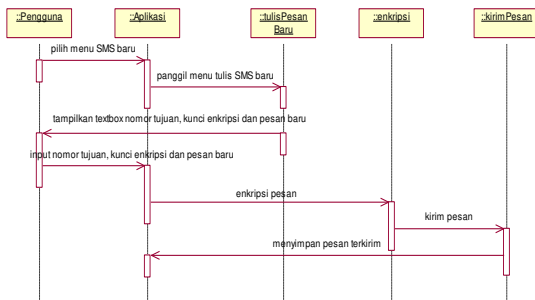 ::Pengguna
::Aplikasi
::tulisPesan
Baru
::enkripsi
::kirimPesan
pilih menu SMS baru
panggil menu tulis SMS baru
tampilkan textbox nomor tujuan, kunci enkripsi dan pesan baru
input nomor tujuan, kunci enkripsi dan pesan baru
enkripsi pesan
kirim pesan
menyimpan pesan terkirim